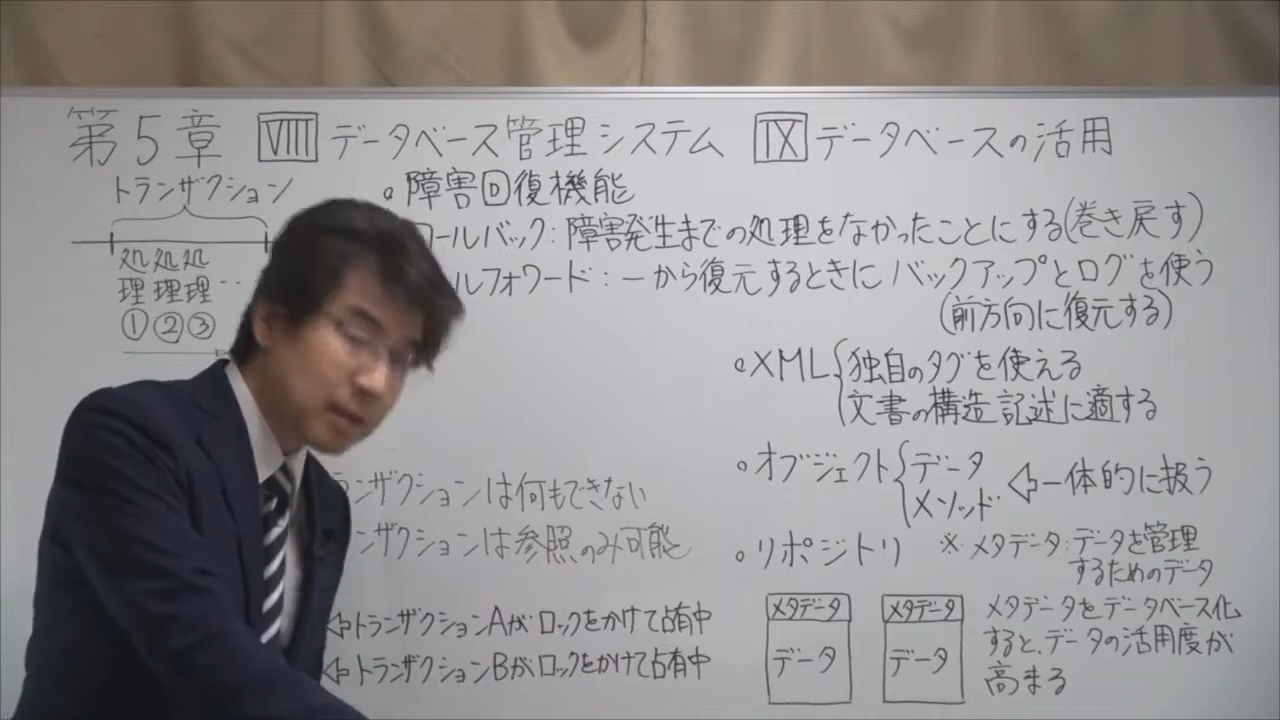 第5章 VIII データベース管理システム IX データベースの活用
トランザクション
処理① 処理② 処理③ ‥
。障害回復機能
ールバック:障害発生までの処理をなかったことにする(巻き戻す)
ルフォワード:一から復元するときにバックアップとログを使う
(前方向に復元する)
ンザクションは何もできない
ンザクションは参照のみ可能
⇦トランザクションAがロックをかけて占有中
⇦トランザクションBがロックをかけて占有中
。XML{独自のタグを使える
文書の構造記述に適する
。オブジェクト{データ
メソッド
⇦一体的に扱う
。リポジトリ
※メタデータ:データを管理
するためのデータ
メタデータ
データ
メタデータ
データ
メタデータをデータベース化
すると、データの活用度が
高まる